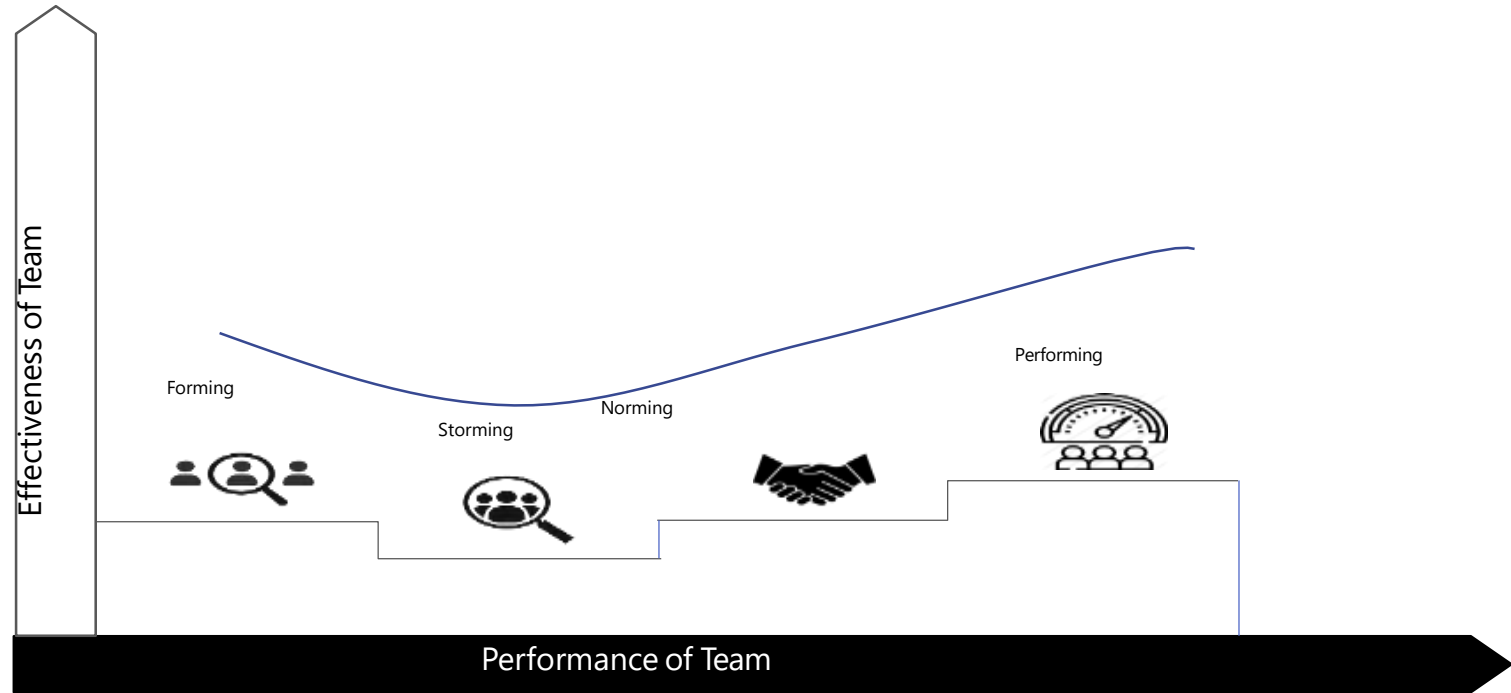 Effectiveness of Team
Forming
Storming
Norming
Performing
Performance of Team